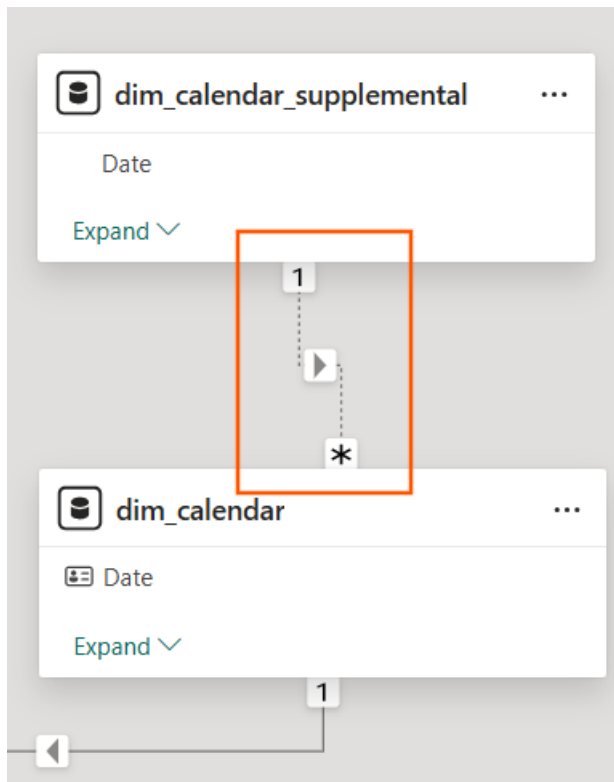 dim_calendar_supplemental ...
Date
Expand
1
*
dim_calendar ...
Date
Expand
1